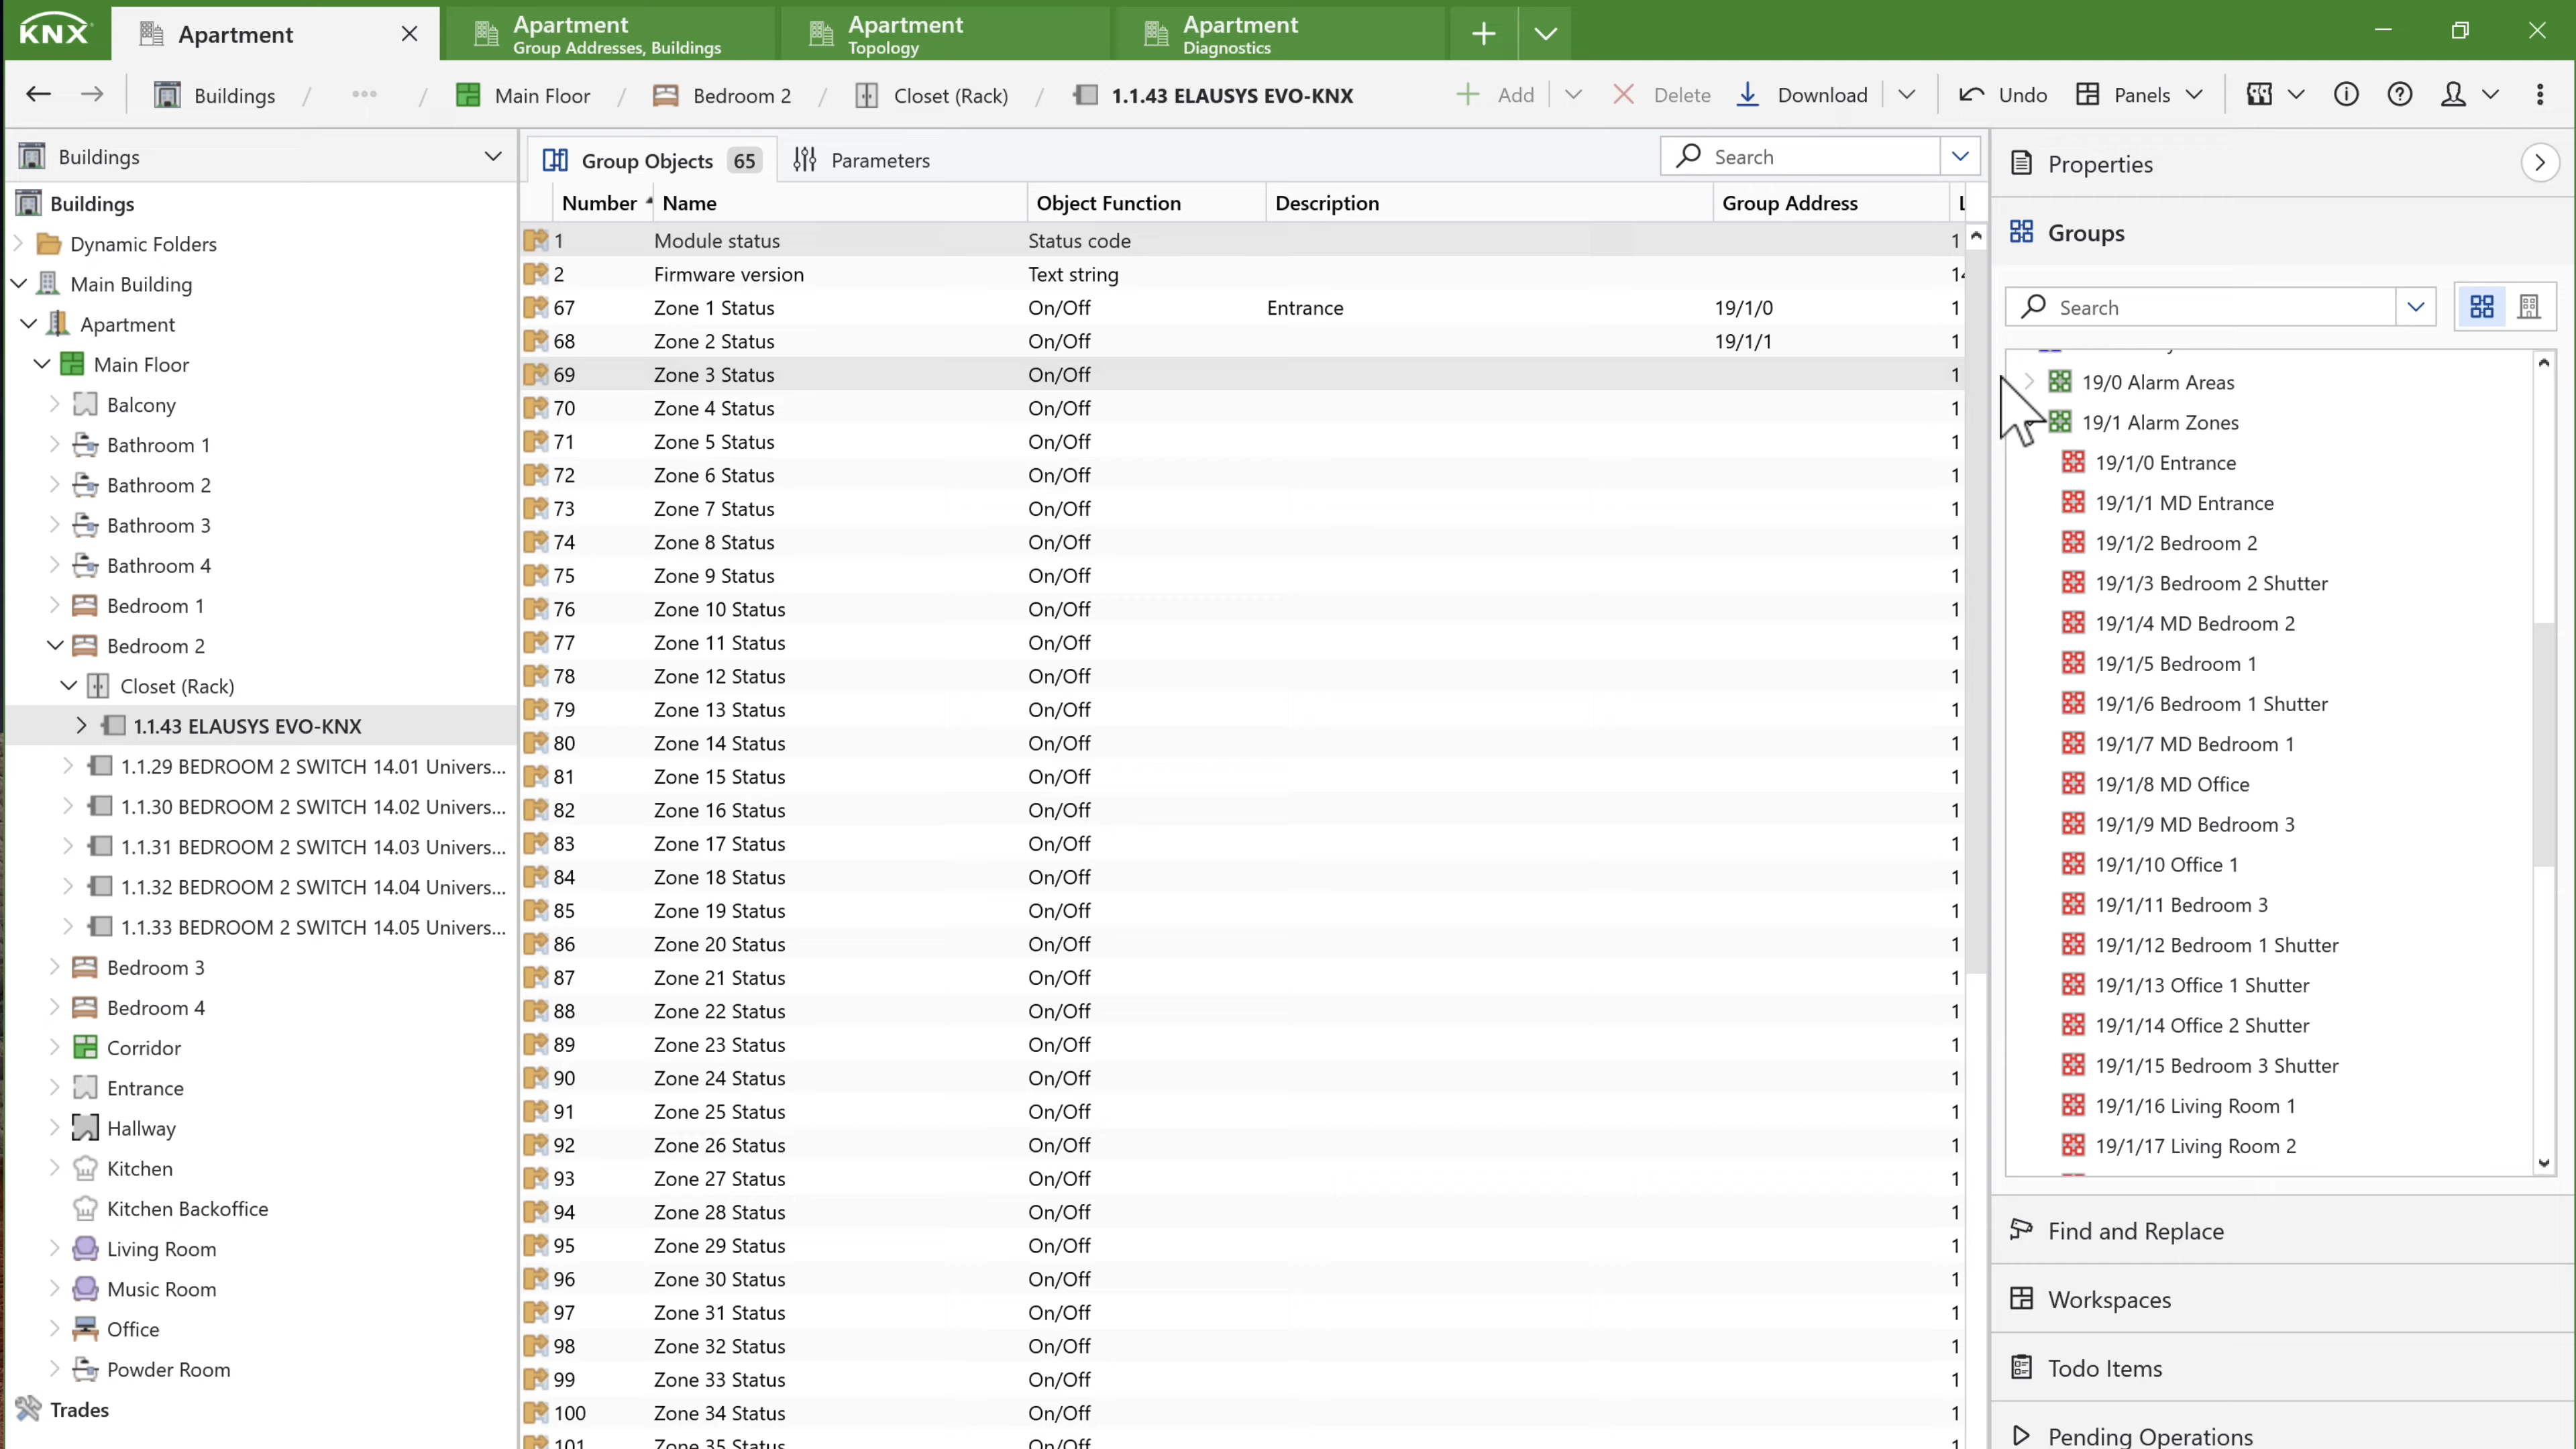 KNX
Apartment
Apartment
Group Addresses, Buildings
Apartment
Topology
Apartment
Diagnostics
Buildings / ••• / Main Floor / Bedroom 2 / Closet (Rack) / 1.1.43 ELAUSYS EVO-KNX
Add Delete Download Undo Panels
Buildings
Buildings
Dynamic Folders
Main Building
Apartment
Main Floor
Balcony
Bathroom 1
Bathroom 2
Bathroom 3
Bathroom 4
Bedroom 1
Bedroom 2
Closet (Rack)
1.1.43 ELAUSYS EVO-KNX
1.1.29 BEDROOM 2 SWITCH 14.01 Univers...
1.1.30 BEDROOM 2 SWITCH 14.02 Univers...
1.1.31 BEDROOM 2 SWITCH 14.03 Univers...
1.1.32 BEDROOM 2 SWITCH 14.04 Univers...
1.1.33 BEDROOM 2 SWITCH 14.05 Univers...
Bedroom 3
Bedroom 4
Corridor
Entrance
Hallway
Kitchen
Kitchen Backoffice
Living Room
Music Room
Office
Powder Room
Trades
Group Objects 65 Parameters Search
Number Name Object Function Description Group Address
1 Module status Status code 1
2 Firmware version Text string 14
67 Zone 1 Status On/Off Entrance 19/1/0 1
68 Zone 2 Status On/Off 19/1/1 1
69 Zone 3 Status On/Off 1
70 Zone 4 Status On/Off 1
71 Zone 5 Status On/Off 1
72 Zone 6 Status On/Off 1
73 Zone 7 Status On/Off 1
74 Zone 8 Status On/Off 1
75 Zone 9 Status On/Off 1
76 Zone 10 Status On/Off 1
77 Zone 11 Status On/Off 1
78 Zone 12 Status On/Off 1
79 Zone 13 Status On/Off 1
80 Zone 14 Status On/Off 1
81 Zone 15 Status On/Off 1
82 Zone 16 Status On/Off 1
83 Zone 17 Status On/Off 1
84 Zone 18 Status On/Off 1
85 Zone 19 Status On/Off 1
86 Zone 20 Status On/Off 1
87 Zone 21 Status On/Off 1
88 Zone 22 Status On/Off 1
89 Zone 23 Status On/Off 1
90 Zone 24 Status On/Off 1
91 Zone 25 Status On/Off 1
92 Zone 26 Status On/Off 1
93 Zone 27 Status On/Off 1
94 Zone 28 Status On/Off 1
95 Zone 29 Status On/Off 1
96 Zone 30 Status On/Off 1
97 Zone 31 Status On/Off 1
98 Zone 32 Status On/Off 1
99 Zone 33 Status On/Off 1
100 Zone 34 Status On/Off 1
101 Zone 35 Status On/Off 1
Properties
Groups
Search
19/0 Alarm Areas
19/1 Alarm Zones
19/1/0 Entrance
19/1/1 MD Entrance
19/1/2 Bedroom 2
19/1/3 Bedroom 2 Shutter
19/1/4 MD Bedroom 2
19/1/5 Bedroom 1
19/1/6 Bedroom 1 Shutter
19/1/7 MD Bedroom 1
19/1/8 MD Office
19/1/9 MD Bedroom 3
19/1/10 Office 1
19/1/11 Bedroom 3
19/1/12 Bedroom 1 Shutter
19/1/13 Office 1 Shutter
19/1/14 Office 2 Shutter
19/1/15 Bedroom 3 Shutter
19/1/16 Living Room 1
19/1/17 Living Room 2
Find and Replace
Workspaces
Todo Items
Pending Operations